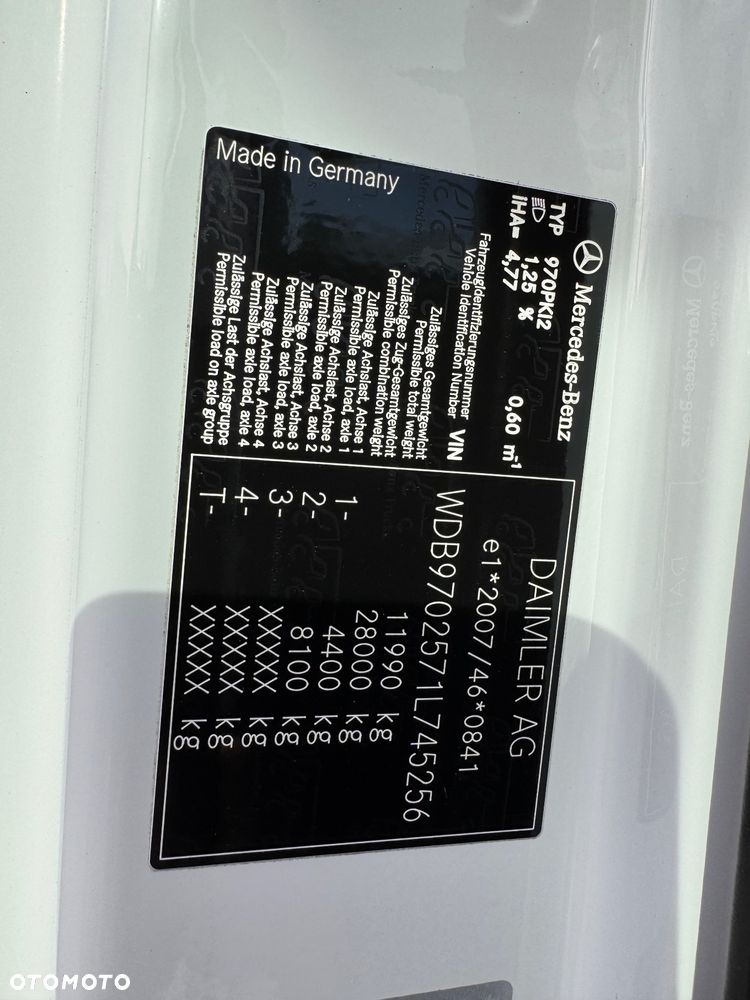 Mercedes-Benz
TYP 970PK12
1,25 % 0,60 m⁻¹
iHA= 4,77
Made in Germany
DAIMLER AG
e1*2007/46*0841
Fahrzeugidentifizierungsnummer
Vehicle Identification Number VIN WDB9702571L745256
Zulässiges Gesamtgewicht
Permissible total weight 11990 kg
Zulässiges Zug-Gesamtgewicht
Permissible combination weight 28000 kg
Zulässige Achslast, Achse 1
Permissible axle load, axle 1 1- 4400 kg
Zulässige Achslast, Achse 2
Permissible axle load, axle 2 2- 8100 kg
Zulässige Achslast, Achse 3
Permissible axle load, axle 3 3- XXXXX kg
Zulässige Achslast, Achse 4
Permissible axle load, axle 4 4- XXXXX kg
Zulässige Last der Achsgruppe
Permissible load on axle group T- XXXXX kg
OTOMOTO